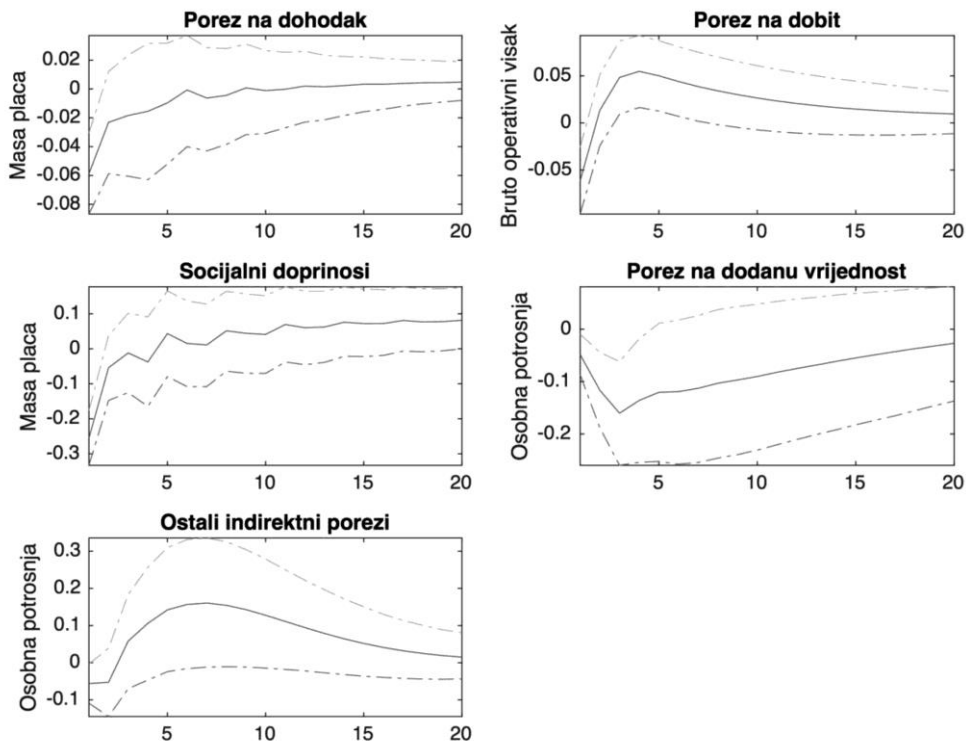 Porez na dohodak
Masa placa
0.02
0
-0.02
-0.04
-0.06
-0.08
5 10 15 20
Porez na dobit
Bruto operativni visak
0.05
0
-0.05
5 10 15 20
Socijalni doprinosi
Masa placa
0.1
0
-0.1
-0.2
-0.3
5 10 15 20
Porez na dodanu vrijednost
Osobna potrosnja
0
-0.1
-0.2
5 10 15 20
Ostali indirektni porezi
Osobna potrosnja
0.3
0.2
0.1
0
-0.1
5 10 15 20